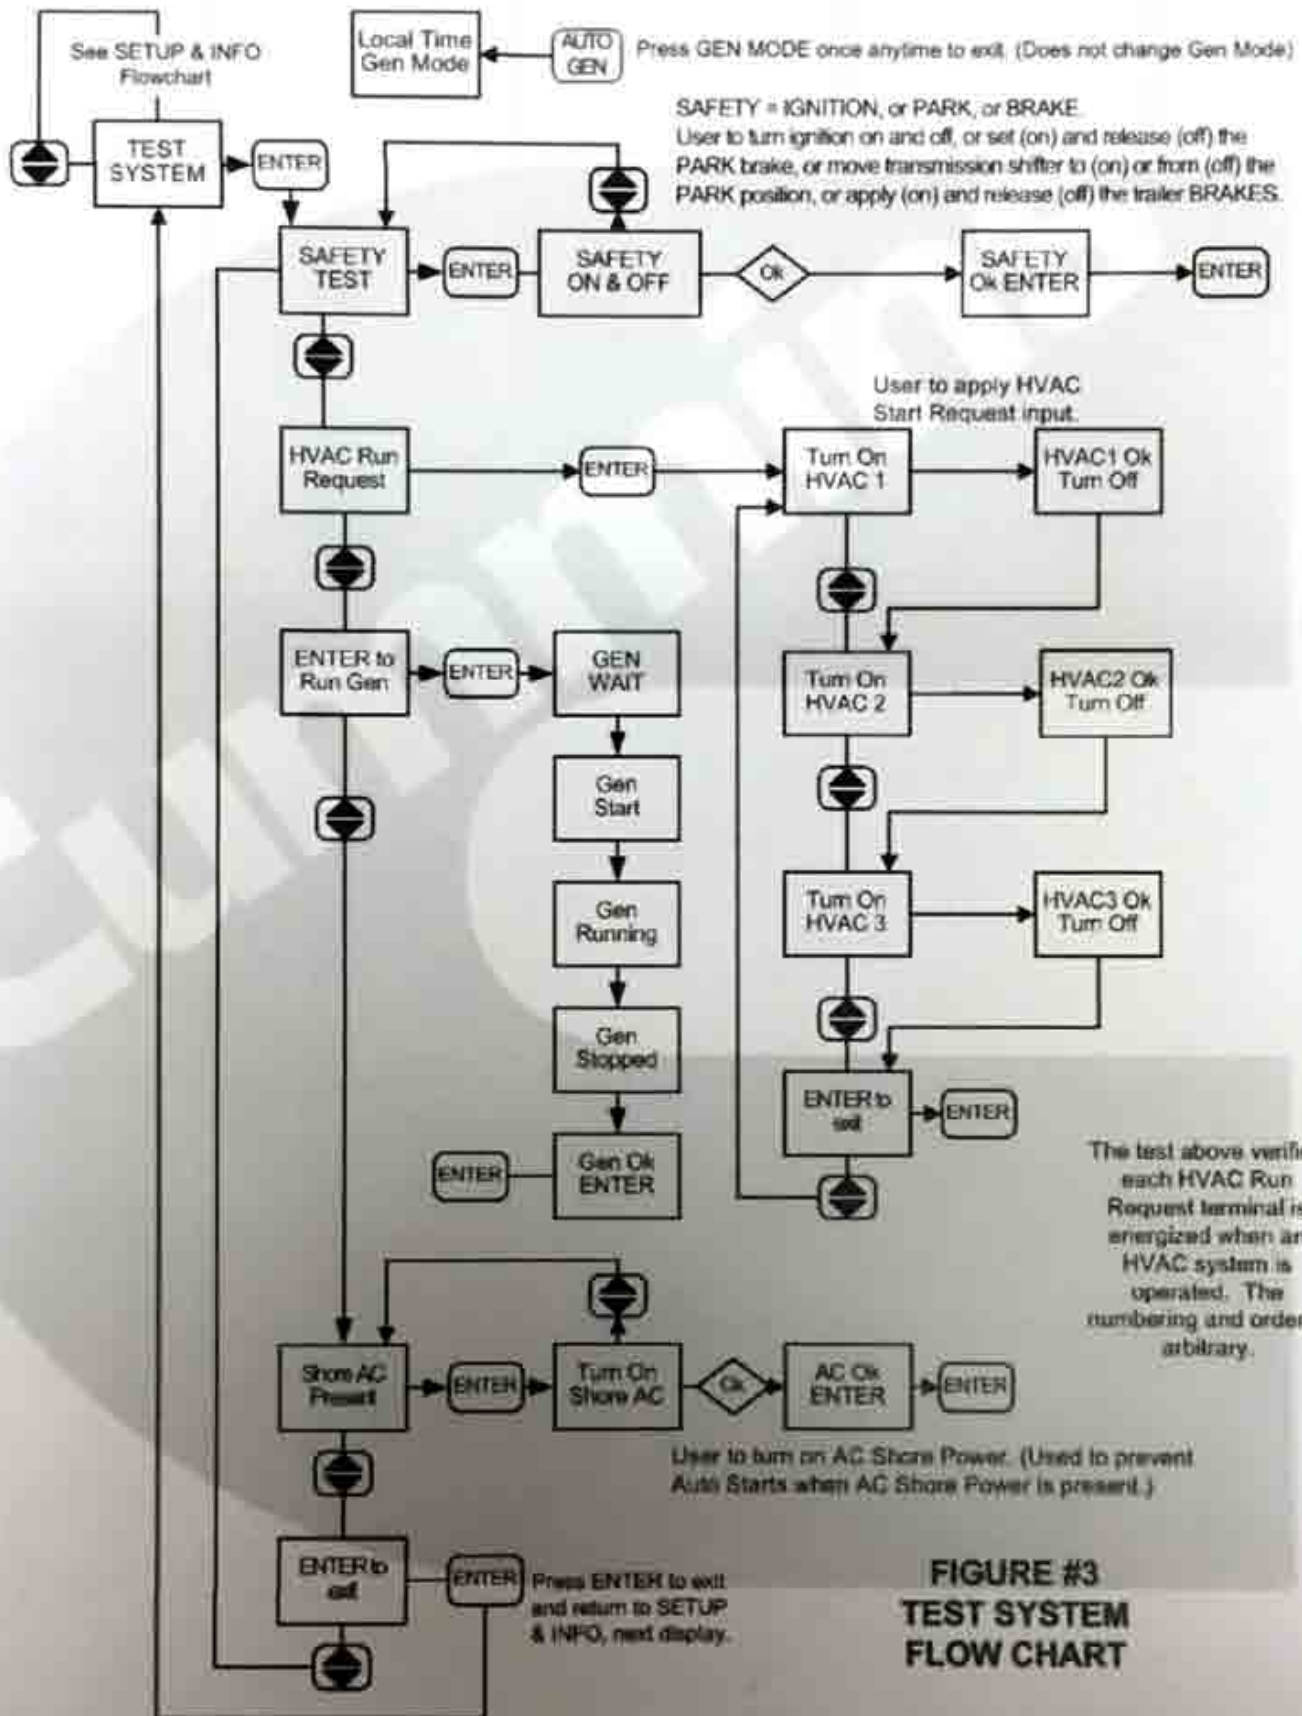 See SETUP & INFO
Flowchart
Local Time
Gen Mode
AUTO
GEN
Press GEN MODE once anytime to exit. (Does not change Gen Mode)
SAFETY = IGNITION, or PARK, or BRAKE.
User to turn ignition on and off, or set (on) and release (off) the
PARK brake, or move transmission shifter to (on) or from (off) the
PARK position, or apply (on) and release (off) the trailer BRAKES.
TEST
SYSTEM
ENTER
SAFETY
TEST
ENTER
SAFETY
ON & OFF
Ok
SAFETY
Ok ENTER
ENTER
User to apply HVAC
Start Request input.
HVAC Run
Request
ENTER
Turn On
HVAC 1
HVAC1 Ok
Turn Off
ENTER to
Run Gen
ENTER
GEN
WAIT
Turn On
HVAC 2
HVAC2 Ok
Turn Off
Gen
Start
Gen
Running
Turn On
HVAC 3
HVAC3 Ok
Turn Off
Gen
Stopped
ENTER to
exit
ENTER
ENTER
Gen Ok
ENTER
The test above verifi
each HVAC Run
Request terminal is
energized when an
HVAC system is
operated. The
numbering and order
arbitrary.
Shore AC
Present
ENTER
Turn On
Shore AC
Ok
AC Ok
ENTER
ENTER
User to turn on AC Shore Power. (Used to prevent
Auto Starts when AC Shore Power is present.)
ENTER to
exit
ENTER
Press ENTER to exit
and return to SETUP
& INFO, next display.
FIGURE #3
TEST SYSTEM
FLOW CHART
Cummins